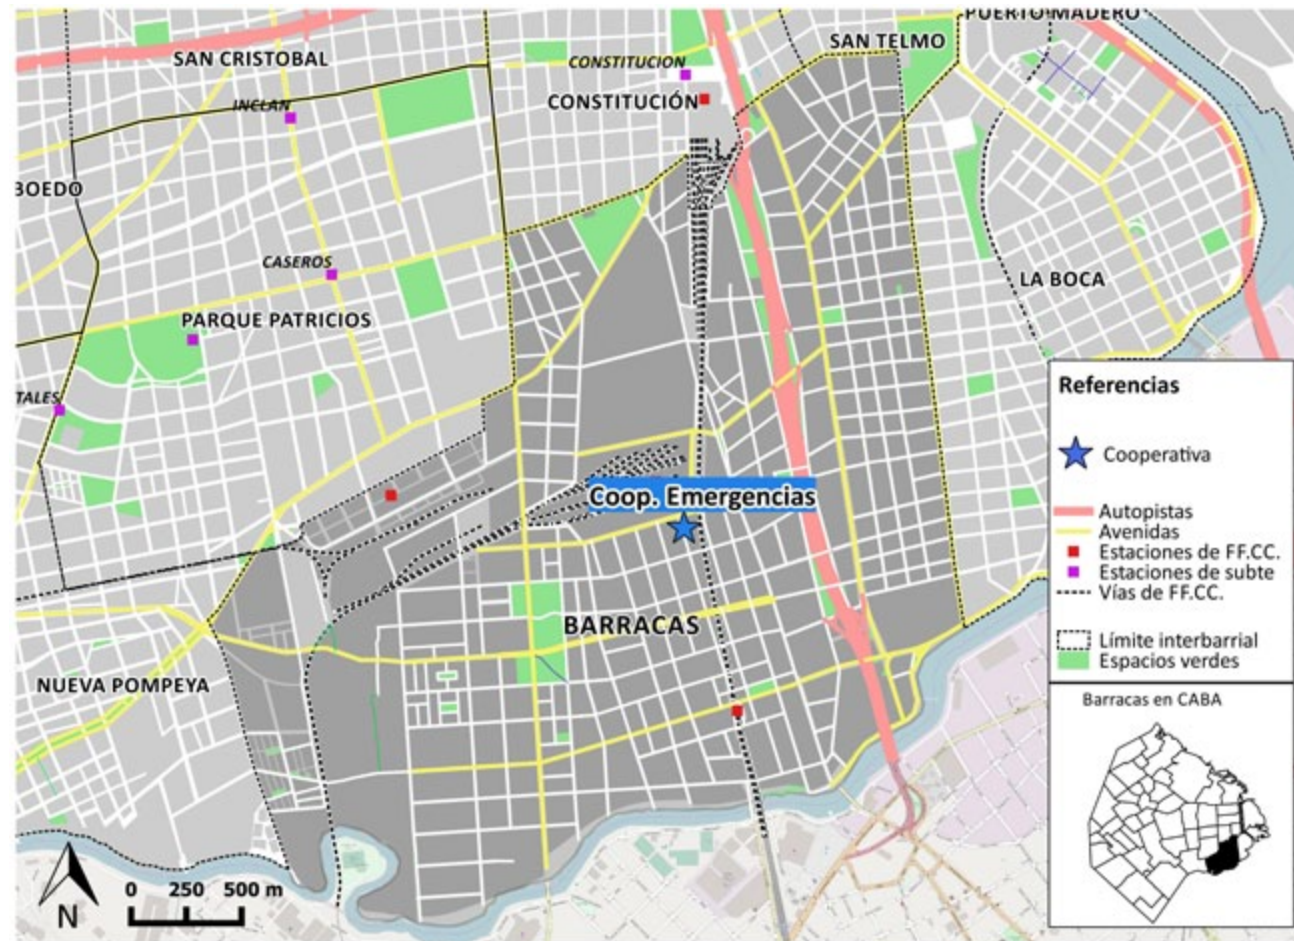 PUERTO MADERO
SAN TELMO
SAN CRISTOBAL
CONSTITUCION
CONSTITUCIÓN
INCLAN
BOEDO
CASEROS
LA BOCA
PARQUE PATRICIOS
TALES
Coop. Emergencias
BARRACAS
NUEVA POMPEYA
0 250 500 m
N
Referencias
Cooperativa
Autopistas
Avenidas
Estaciones de FF.CC.
Estaciones de subte
Vías de FF.CC.
Límite interbarrial
Espacios verdes
Barracas en CABA